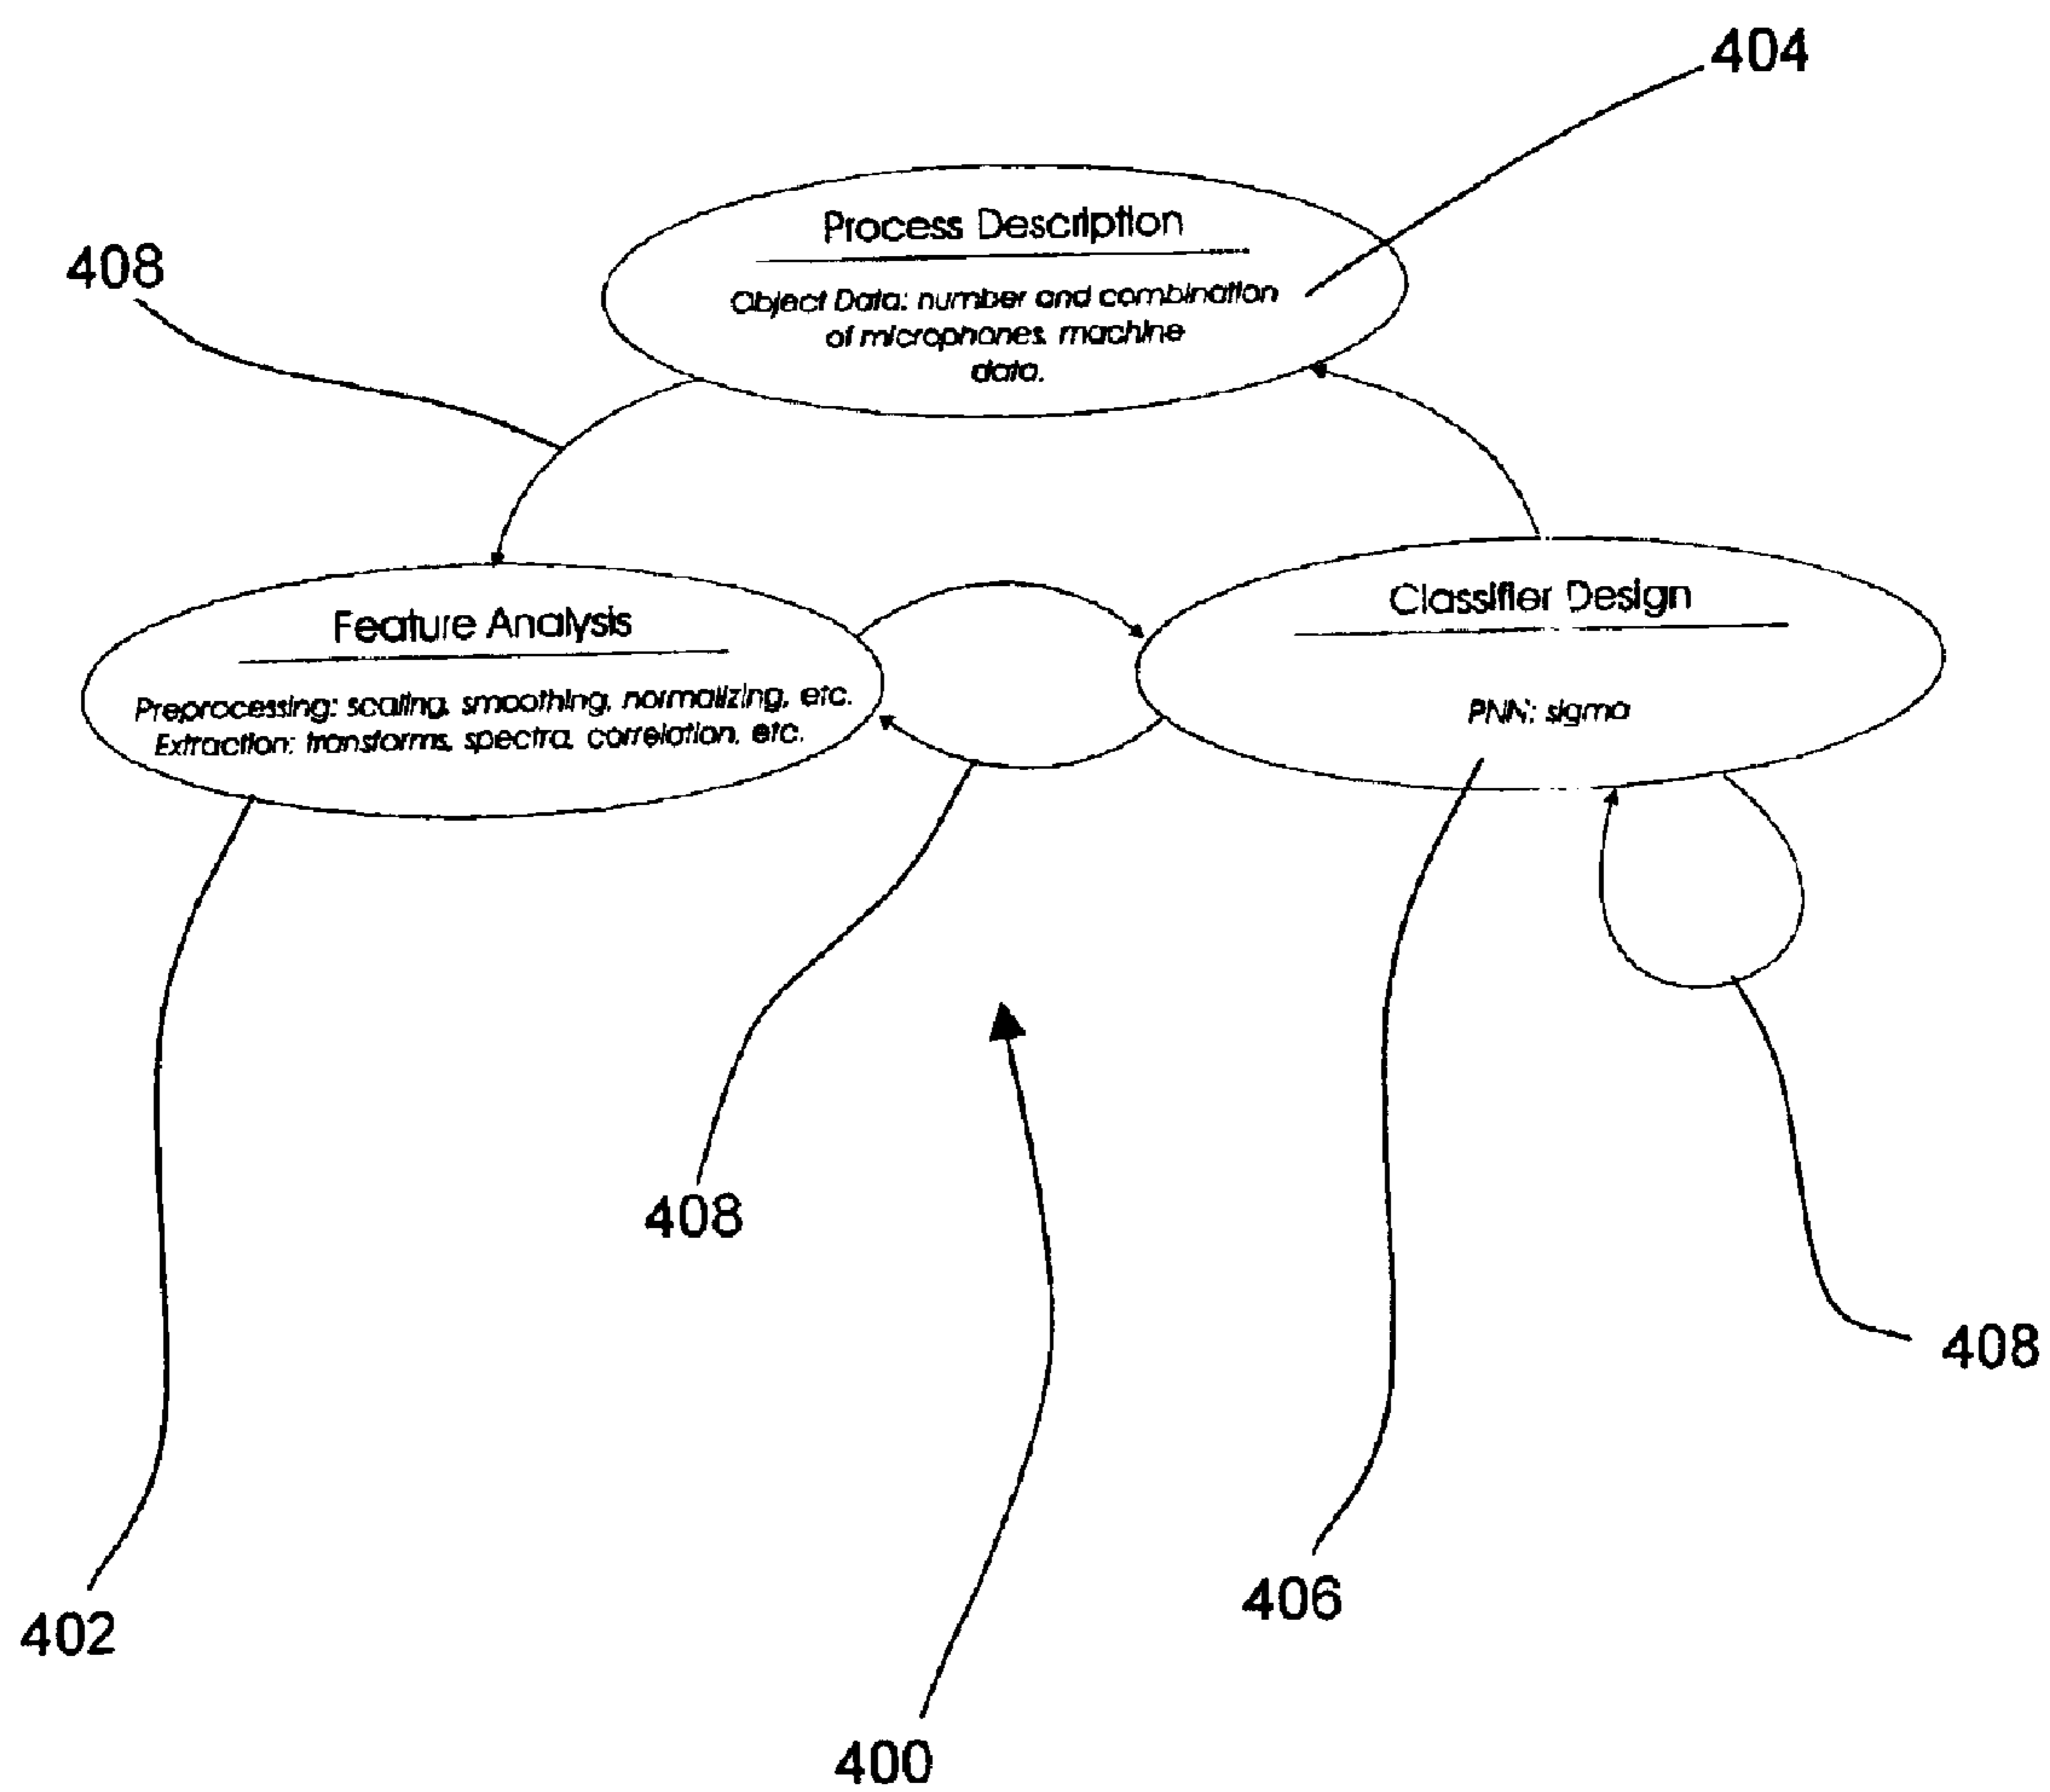 404
408
Process Description
Object Data: number and combination
of microphones, machine
data.
Feature Analysis
Preprocessing: scaling, smoothing, normalizing, etc.
Extraction: transforms, spectra, correlation, etc.
Classifier Design
PNN: sigma
408
408
402
406
400